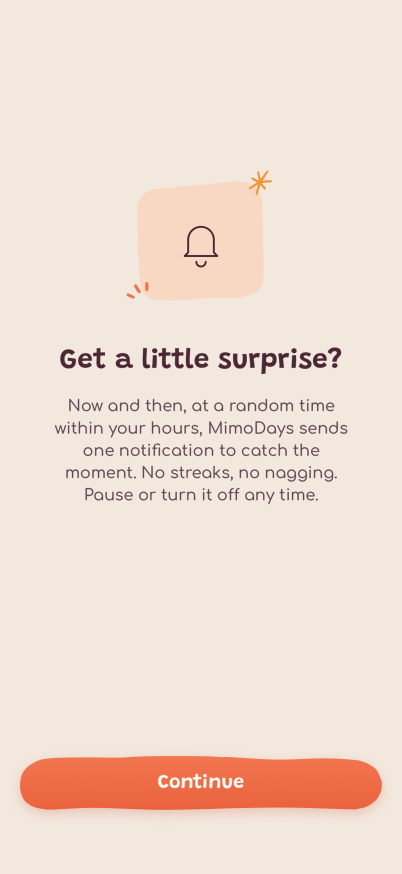 Get a little surprise?
Now and then, at a random time
within your hours, MimoDays sends
one notification to catch the
moment. No streaks, no nagging.
Pause or turn it off any time.
Continue